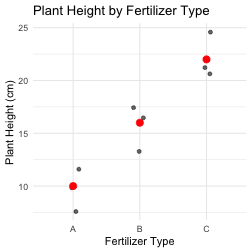 Plant Height by Fertilizer Type
Plant Height (cm)
25
20
15
10
A B C
Fertilizer Type